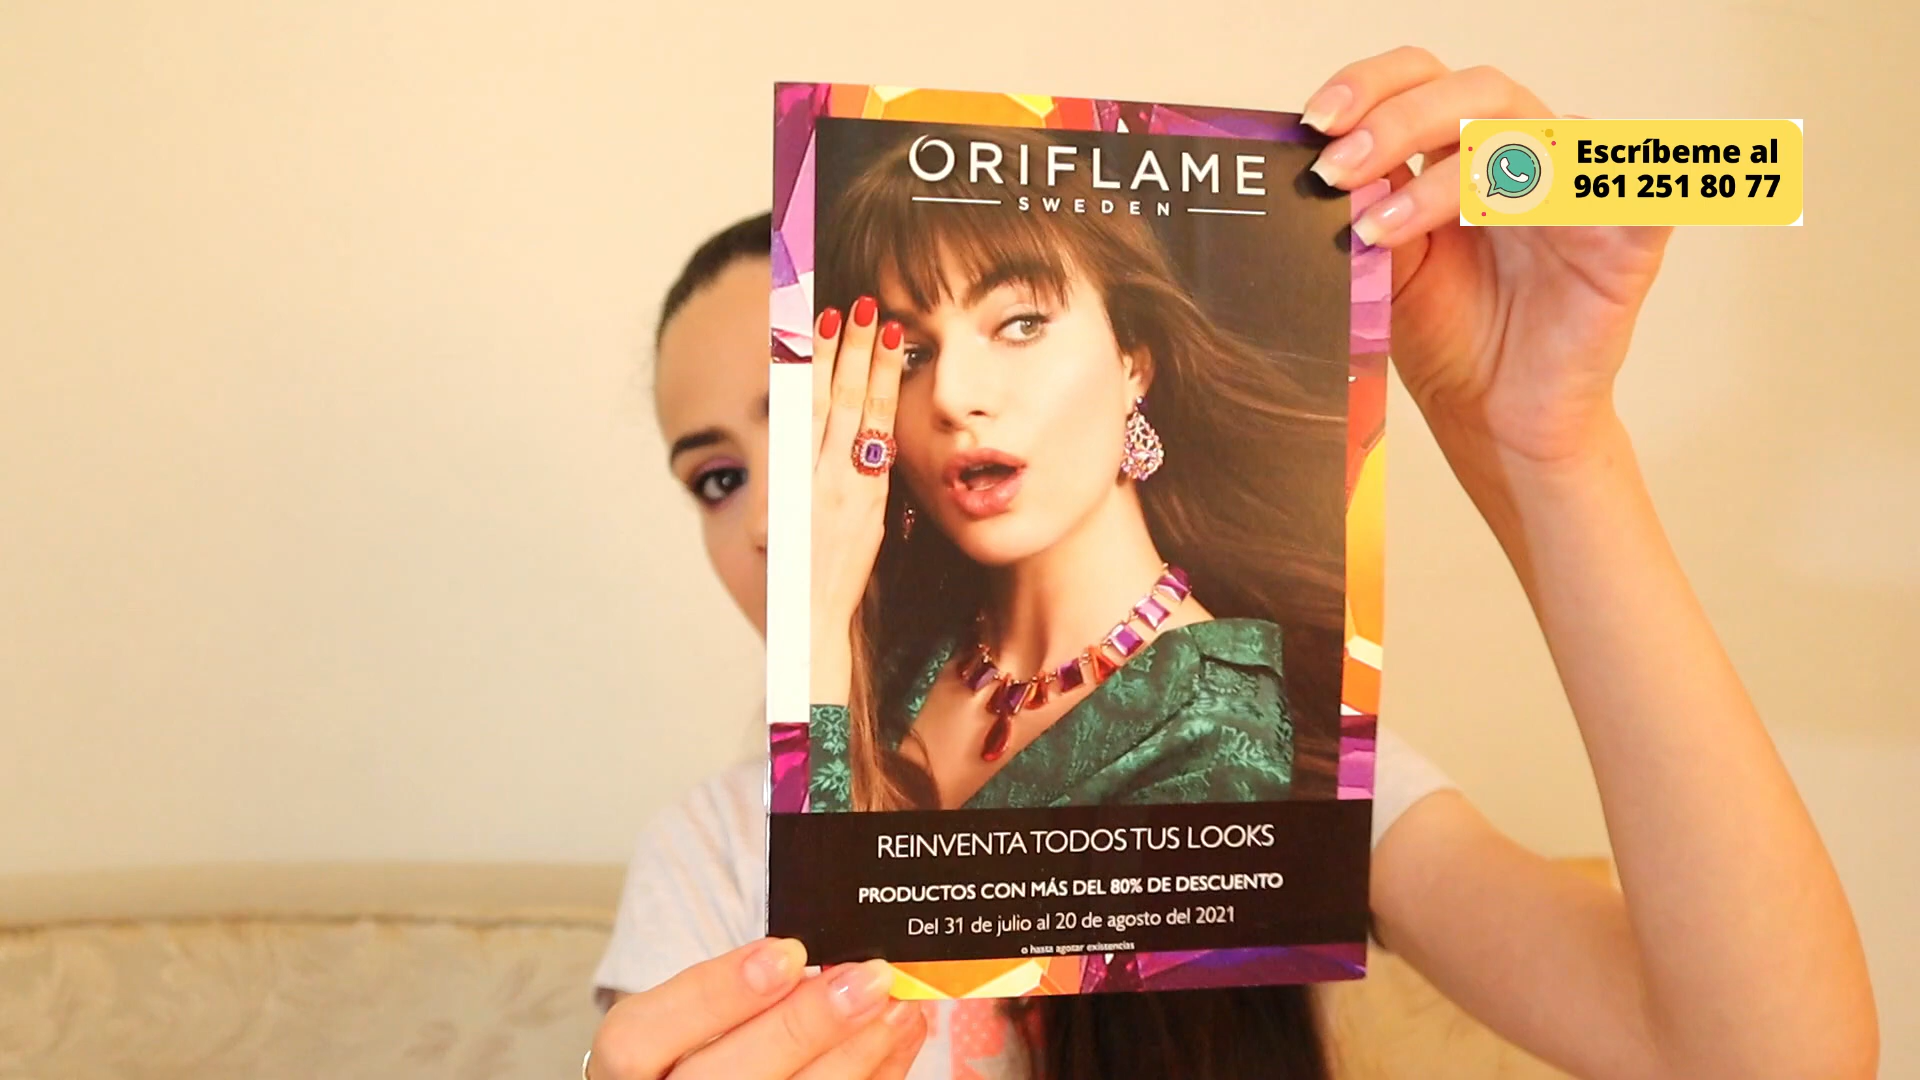 ORIFLAME
SWEDEN
Escríbeme al
961 251 80 77
REINVENTA TODOS TUS LOOKS
PRODUCTOS CON MÁS DEL 80% DE DESCUENTO
Del 31 de julio al 20 de agosto del 2021
o hasta agotar existencias